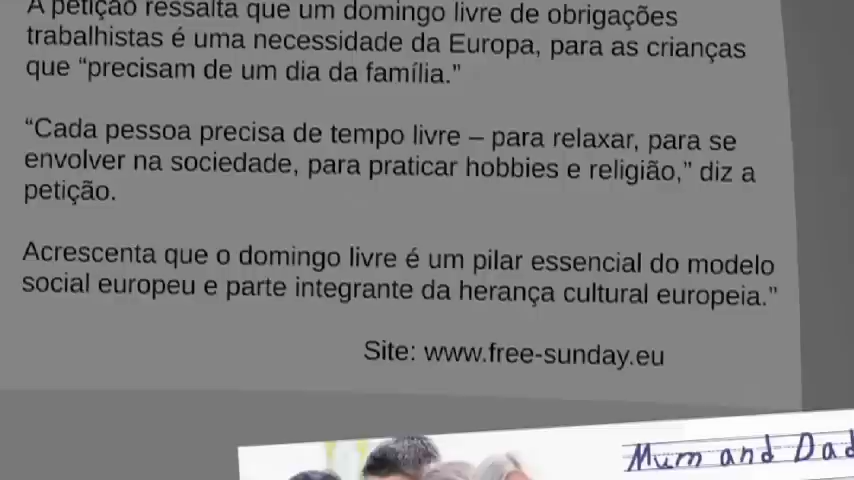 A petição ressalta que um domingo livre de obrigações
trabalhistas é uma necessidade da Europa, para as crianças
que “precisam de um dia da família.”
“Cada pessoa precisa de tempo livre – para relaxar, para se
envolver na sociedade, para praticar hobbies e religião,” diz a
petição.
Acrescenta que o domingo livre é um pilar essencial do modelo
social europeu e parte integrante da herança cultural europeia.”
Site: www.free-sunday.eu
Mum and Dad